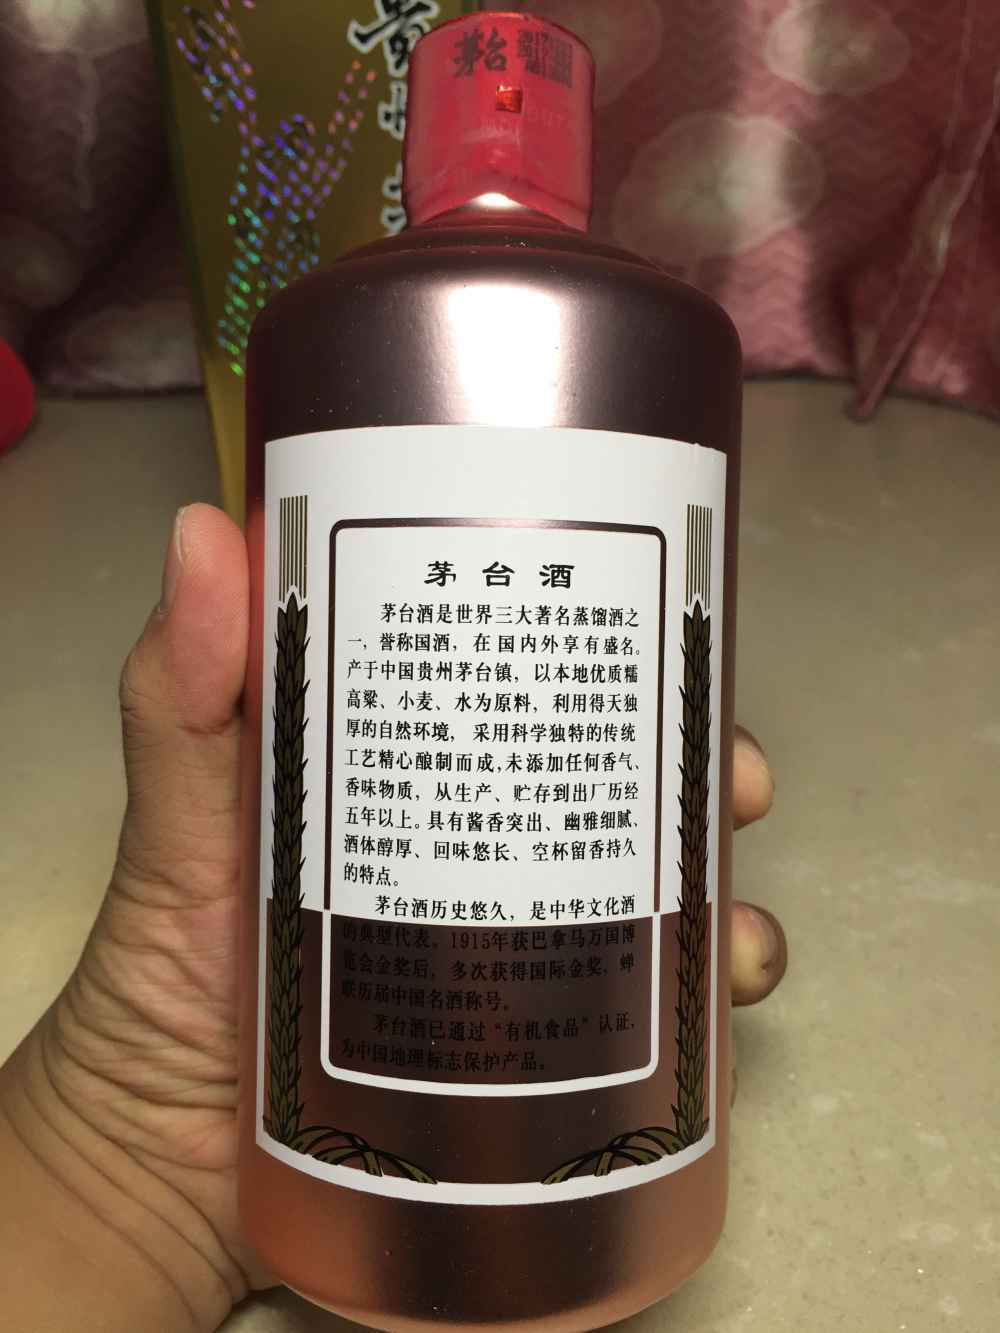 贵州
茅台
茅台酒
茅台酒是世界三大著名蒸馏酒之
一，誉称国酒，在国内外享有盛名。
产于中国贵州茅台镇，以本地优质糯
高粱、小麦、水为原料，利用得天独
厚的自然环境，采用科学独特的传统
工艺精心酿制而成，未添加任何香气、
香味物质，从生产、贮存到出厂历经
五年以上。具有酱香突出、幽雅细腻、
酒体醇厚、回味悠长、空杯留香持久
的特点。
茅台酒历史悠久，是中华文化酒
的典型代表。1915年获巴拿马万国博
览会金奖后，多次获得国际金奖，蝉
联历届中国名酒称号。
茅台酒已通过“有机食品”认证，
为中国地理标志保护产品。